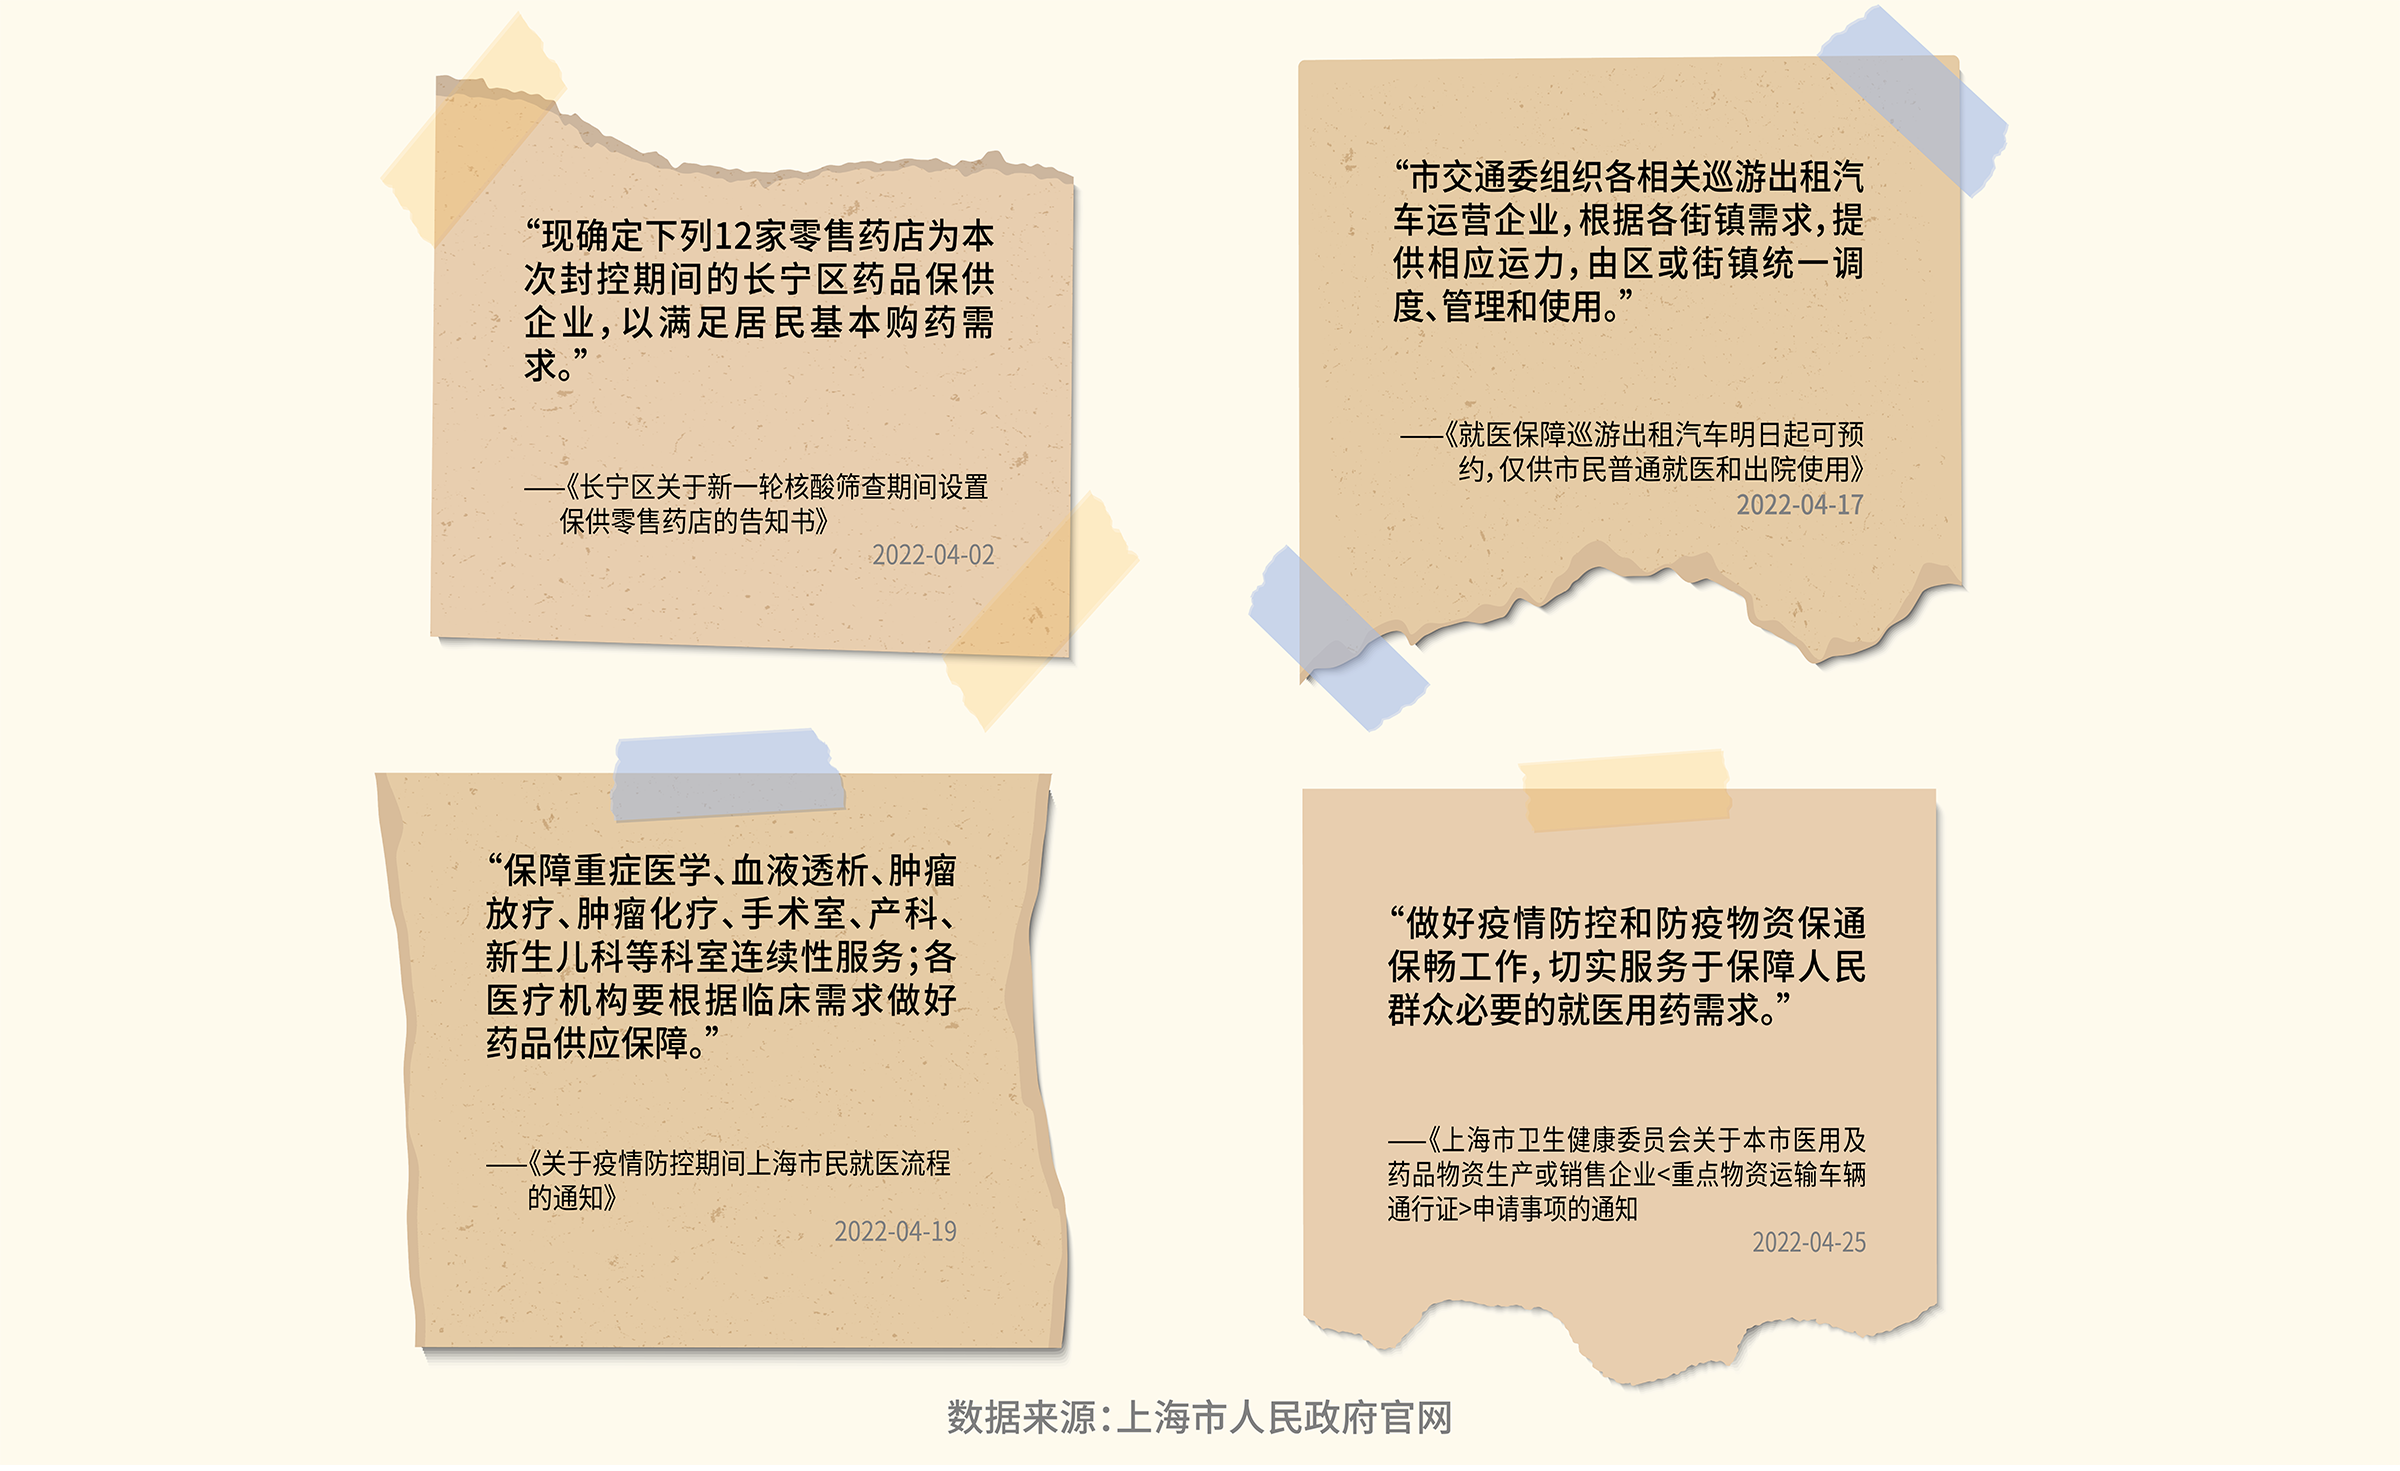 “现确定下列12家零售药店为本
次封控期间的长宁区药品保供
企业，以满足居民基本购药需
求。”
——《长宁区关于新一轮核酸筛查期间设置
保供零售药店的告知书》
2022-04-02
“市交通委组织各相关巡游出租汽
车运营企业，根据各街镇需求，提
供相应运力，由区或街镇统一调
度、管理和使用。”
——《就医保障巡游出租汽车明日起可预
约，仅供市民普通就医和出院使用》
2022-04-17
“保障重症医学、血液透析、肿瘤
放疗、肿瘤化疗、手术室、产科、
新生儿科等科室连续性服务；各
医疗机构要根据临床需求做好
药品供应保障。”
——《关于疫情防控期间上海市民就医流程
的通知》
2022-04-19
“做好疫情防控和防疫物资保通
保畅工作，切实服务于保障人民
群众必要的就医用药需求。”
——《上海市卫生健康委员会关于本市医用及
药品物资生产或销售企业<重点物资运输车辆
通行证>申请事项的通知
2022-04-25
数据来源：上海市人民政府官网